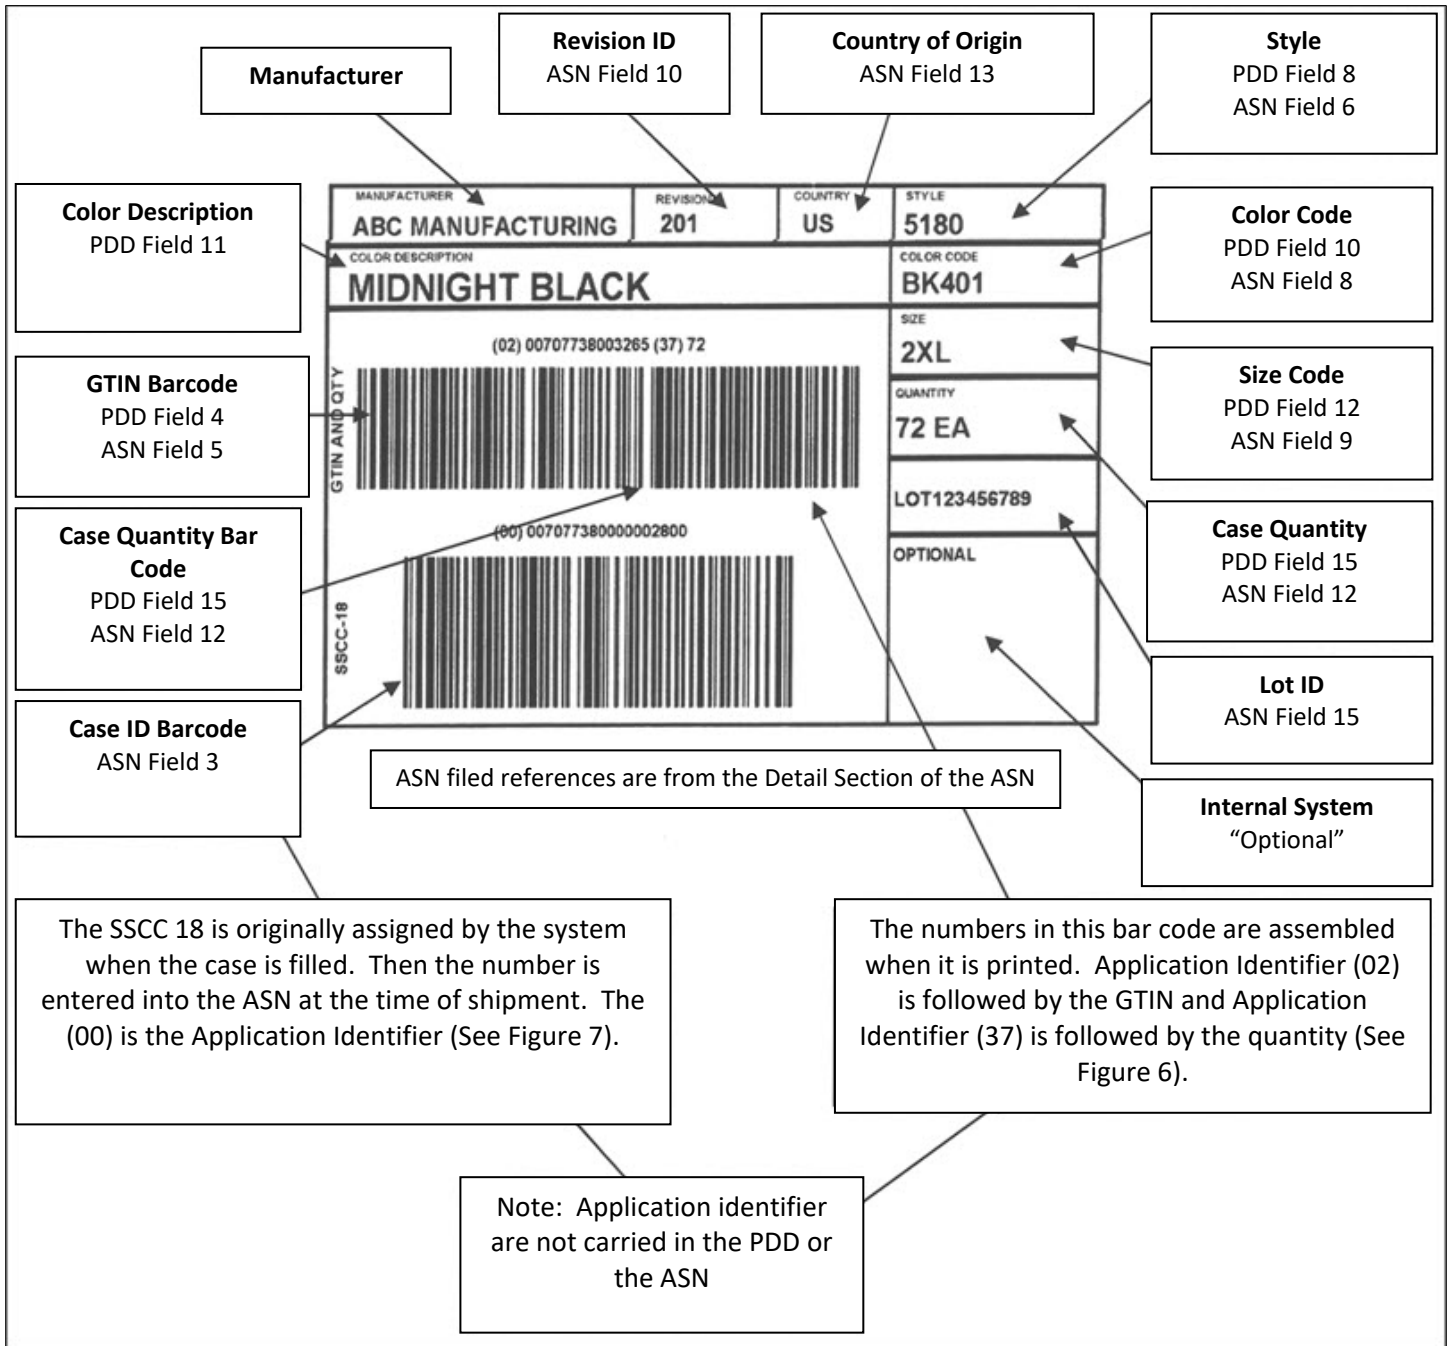 Manufacturer
Revision ID
ASN Field 10
Country of Origin
ASN Field 13
Style
PDD Field 8
ASN Field 6
Color Description
PDD Field 11
GTIN Barcode
PDD Field 4
ASN Field 5
Case Quantity Bar
Code
PDD Field 15
ASN Field 12
Case ID Barcode
ASN Field 3
MANUFACTURER
ABC MANUFACTURING
REVISION
201
COUNTRY
US
STYLE
5180
COLOR DESCRIPTION
MIDNIGHT BLACK
COLOR CODE
BK401
(02) 00707738003265 (37) 72
GTIN AND QTY
(00) 007077380000002800
SSCC-18
SIZE
2XL
QUANTITY
72 EA
LOT123456789
OPTIONAL
Color Code
PDD Field 10
ASN Field 8
Size Code
PDD Field 12
ASN Field 9
Case Quantity
PDD Field 15
ASN Field 12
Lot ID
ASN Field 15
Internal System
“Optional”
ASN filed references are from the Detail Section of the ASN
The SSCC 18 is originally assigned by the system
when the case is filled. Then the number is
entered into the ASN at the time of shipment. The
(00) is the Application Identifier (See Figure 7).
The numbers in this bar code are assembled
when it is printed. Application Identifier (02)
is followed by the GTIN and Application
Identifier (37) is followed by the quantity (See
Figure 6).
Note: Application identifier
are not carried in the PDD or
the ASN